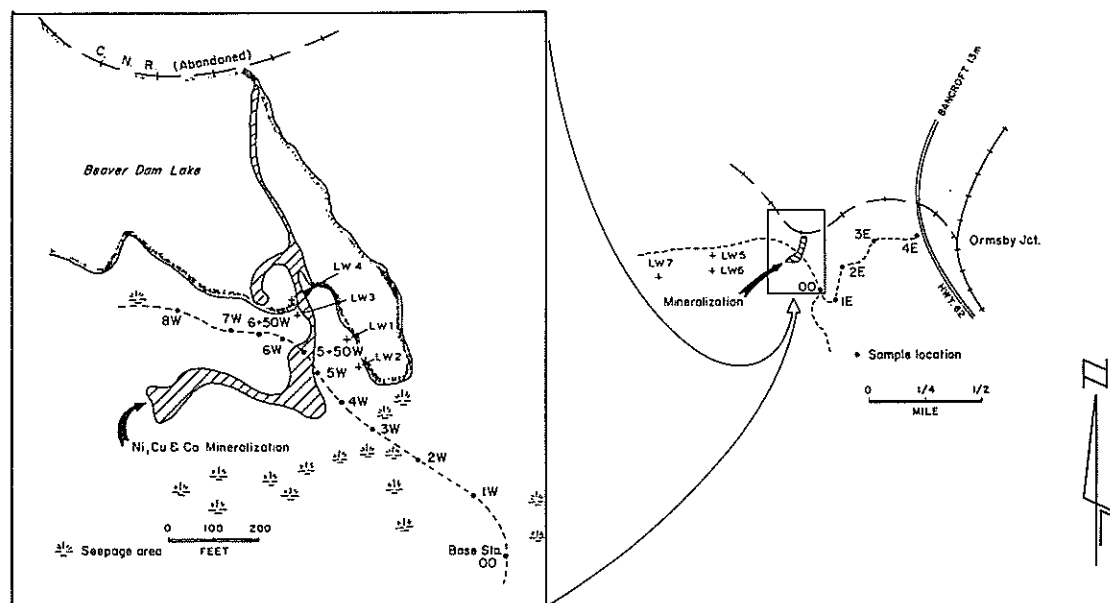 C. N. R. (Abandoned)
Beaver Dam Lake
LW 4
LW3
LW1
LW2
8W
7W
6+50W
6W
5+50W
5W
4W
3W
2W
1W
Ni, Cu & Co Mineralization
0 100 200
FEET
Seepage area
Base Sta.
00
BANCROFT 13m
HWY. 62
Ormsby Jct.
3E
4E
2E
1E
00
LW7
LW5
LW6
Mineralization
Sample location
0 1/4 1/2
MILE